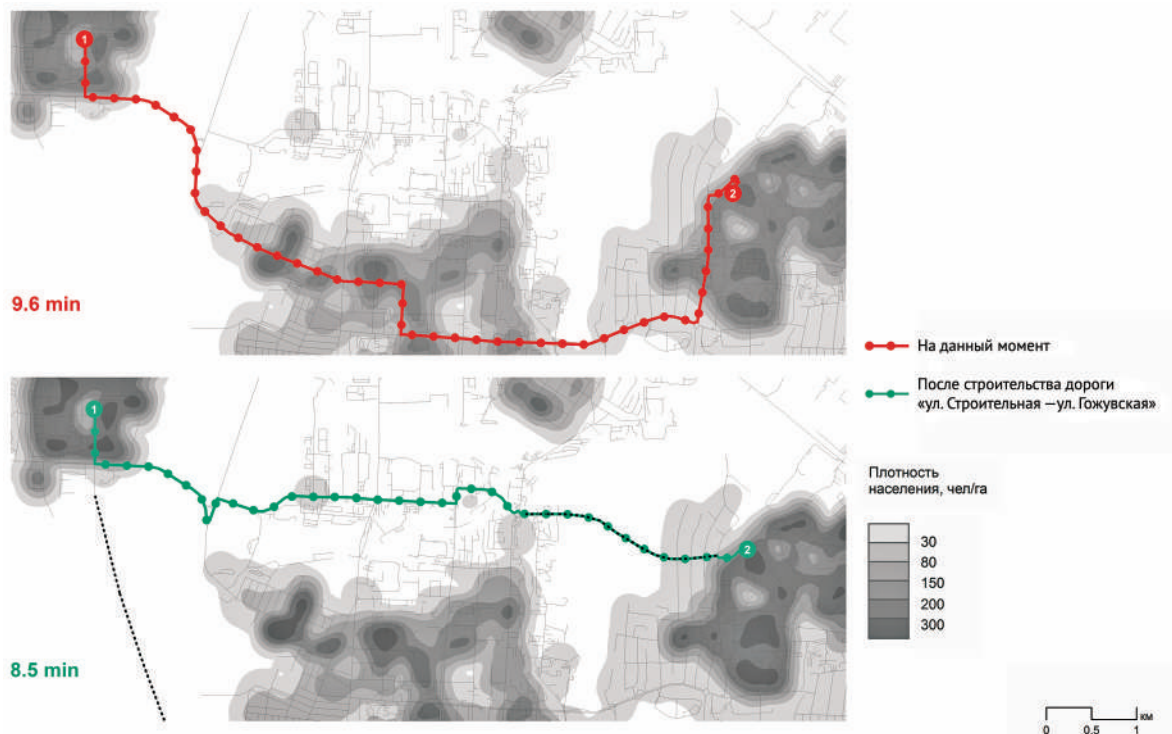 1
2
9.6 min
На данный момент
После строительства дороги
«ул. Строительная — ул. Гожувская»
1
2
8.5 min
Плотность
населения, чел/га
30
80
150
200
300
км
0 0.5 1